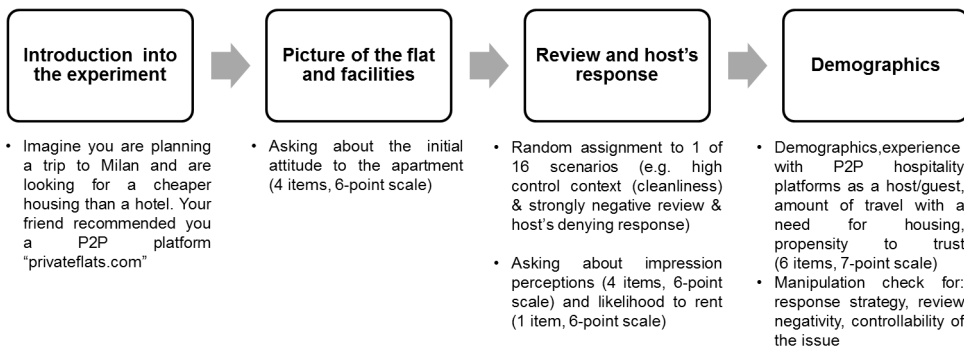 Introduction into
the experiment
Picture of the flat
and facilities
Review and host's
response
Demographics
• Imagine you are planning
a trip to Milan and are
looking for a cheaper
housing than a hotel. Your
friend recommended you
a P2P platform
“privateflats.com”
• Asking about the initial
attitude to the apartment
(4 items, 6-point scale)
• Random assignment to 1 of
16 scenarios (e.g. high
control context (cleanliness)
& strongly negative review &
host's denying response)
• Asking about impression
perceptions (4 items, 6-point
scale) and likelihood to rent
(1 item, 6-point scale)
• Demographics,experience
with P2P hospitality
platforms as a host/guest,
amount of travel with a
need for housing,
propensity to trust
(6 items, 7-point scale)
• Manipulation check for:
response strategy, review
negativity, controllability of
the issue